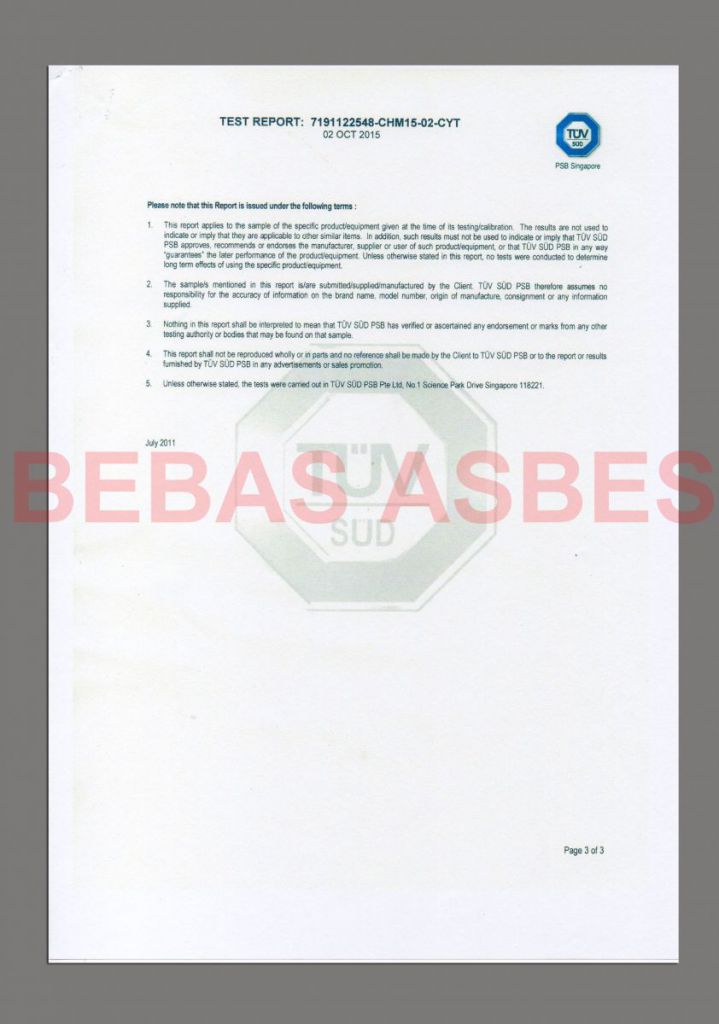 TEST REPORT: 7191122548-CHM15-02-CYT
02 OCT 2015
TÜV
SÜD
PSB Singapore
Please note that this Report is issued under the following terms :
1. This report applies to the sample of the specific product/equipment given at the time of its testing/calibration. The results are not used to
indicate or imply that they are applicable to other similar items. In addition, such results must not be used to indicate or imply that TÜV SÜD
PSB approves, recommends or endorses the manufacturer, supplier or user of such product/equipment, or that TÜV SÜD PSB in any way
"guarantees" the later performance of the product/equipment. Unless otherwise stated in this report, no tests were conducted to determine
long term effects of using the specific product/equipment.
2. The sample/s mentioned in this report is/are submitted/supplied/manufactured by the Client. TÜV SÜD PSB therefore assumes no
responsibility for the accuracy of information on the brand name, model number, origin of manufacture, consignment or any information
supplied.
3. Nothing in this report shall be interpreted to mean that TÜV SÜD PSB has verified or ascertained any endorsement or marks from any other
testing authority or bodies that may be found on that sample.
4. This report shall not be reproduced wholly or in parts and no reference shall be made by the Client to TÜV SÜD PSB or to the report or results
furnished by TÜV SÜD PSB in any advertisements or sales promotion.
5. Unless otherwise stated, the tests were carried out in TÜV SÜD PSB Pte Ltd, No.1 Science Park Drive Singapore 118221.
July 2011
TÜV
BEBAS ASBES
SÜD
Page 3 of 3